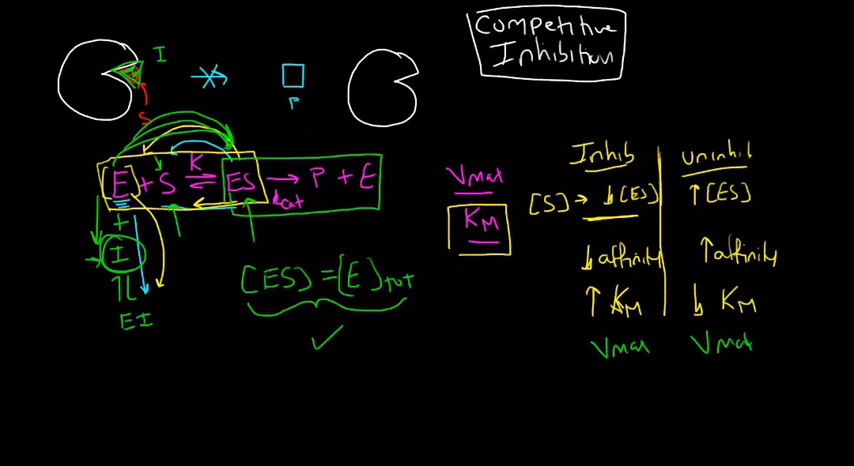 Competitive
Inhibition
I
P
S
Inhib
Uninhib
K
Vmax
E + S ⇌ ES → P + E
kcat
[S] → ↓[ES]
↑[ES]
KM
+
I
↓affinity
↑affinity
[ES] = [E]tot
↑ KM
↓ KM
EI
Vmax
Vmax